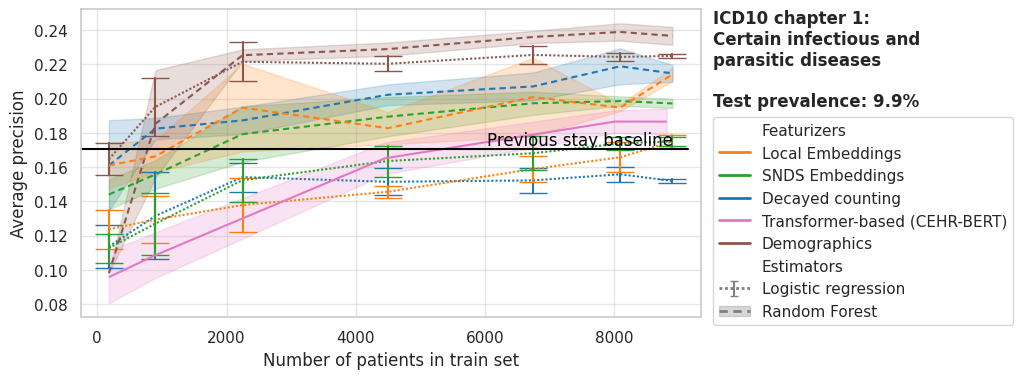 0.24
0.22
0.20
0.18
0.16
0.14
0.12
0.10
0.08
Average precision
Previous stay baseline
0
2000
4000
6000
8000
Number of patients in train set
ICD10 chapter 1:
Certain infectious and
parasitic diseases
Test prevalence: 9.9%
Featurizers
Local Embeddings
SNDS Embeddings
Decayed counting
Transformer-based (CEHR-BERT)
Demographics
Estimators
Logistic regression
Random Forest